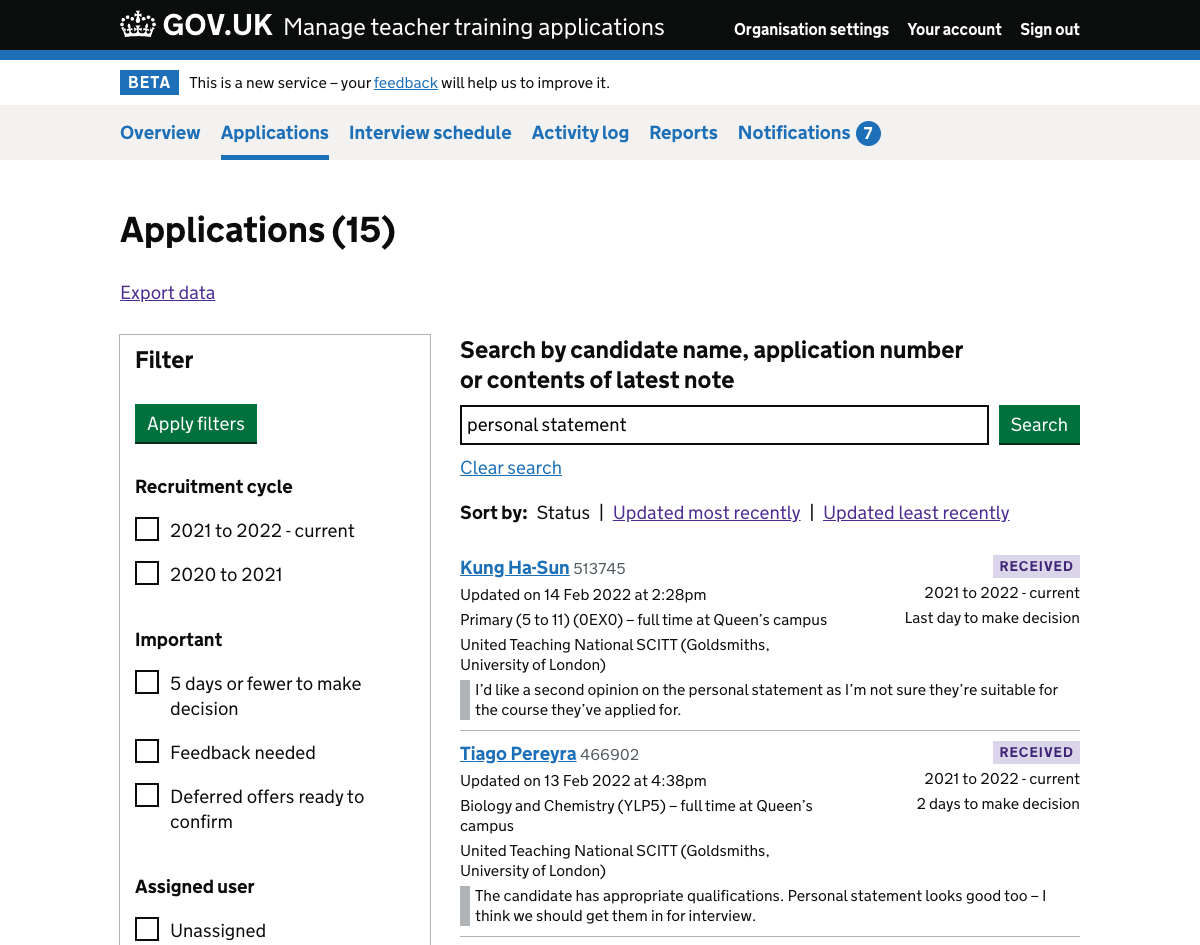 GOV.UK Manage teacher training applications Organisation settings Your account Sign out
BETA This is a new service – your feedback will help us to improve it.
Overview Applications Interview schedule Activity log Reports Notifications 7
Applications (15)
Export data
Filter
Apply filters
Recruitment cycle
2021 to 2022 - current
2020 to 2021
Important
5 days or fewer to make
decision
Feedback needed
Deferred offers ready to
confirm
Assigned user
Unassigned
Search by candidate name, application number
or contents of latest note
personal statement
Search
Clear search
Sort by: Status | Updated most recently | Updated least recently
Kung Ha-Sun 513745
RECEIVED
Updated on 14 Feb 2022 at 2:28pm
2021 to 2022 - current
Primary (5 to 11) (0EX0) – full time at Queen’s campus
Last day to make decision
United Teaching National SCITT (Goldsmiths,
University of London)
I’d like a second opinion on the personal statement as I’m not sure they’re suitable for
the course they’ve applied for.
Tiago Pereyra 466902
RECEIVED
Updated on 13 Feb 2022 at 4:38pm
2021 to 2022 - current
Biology and Chemistry (YLP5) – full time at Queen’s
campus
2 days to make decision
United Teaching National SCITT (Goldsmiths,
University of London)
The candidate has appropriate qualifications. Personal statement looks good too – I
think we should get them in for interview.